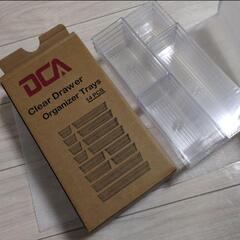 DCA
Clear Drawer
Organizer Trays
14 PCS